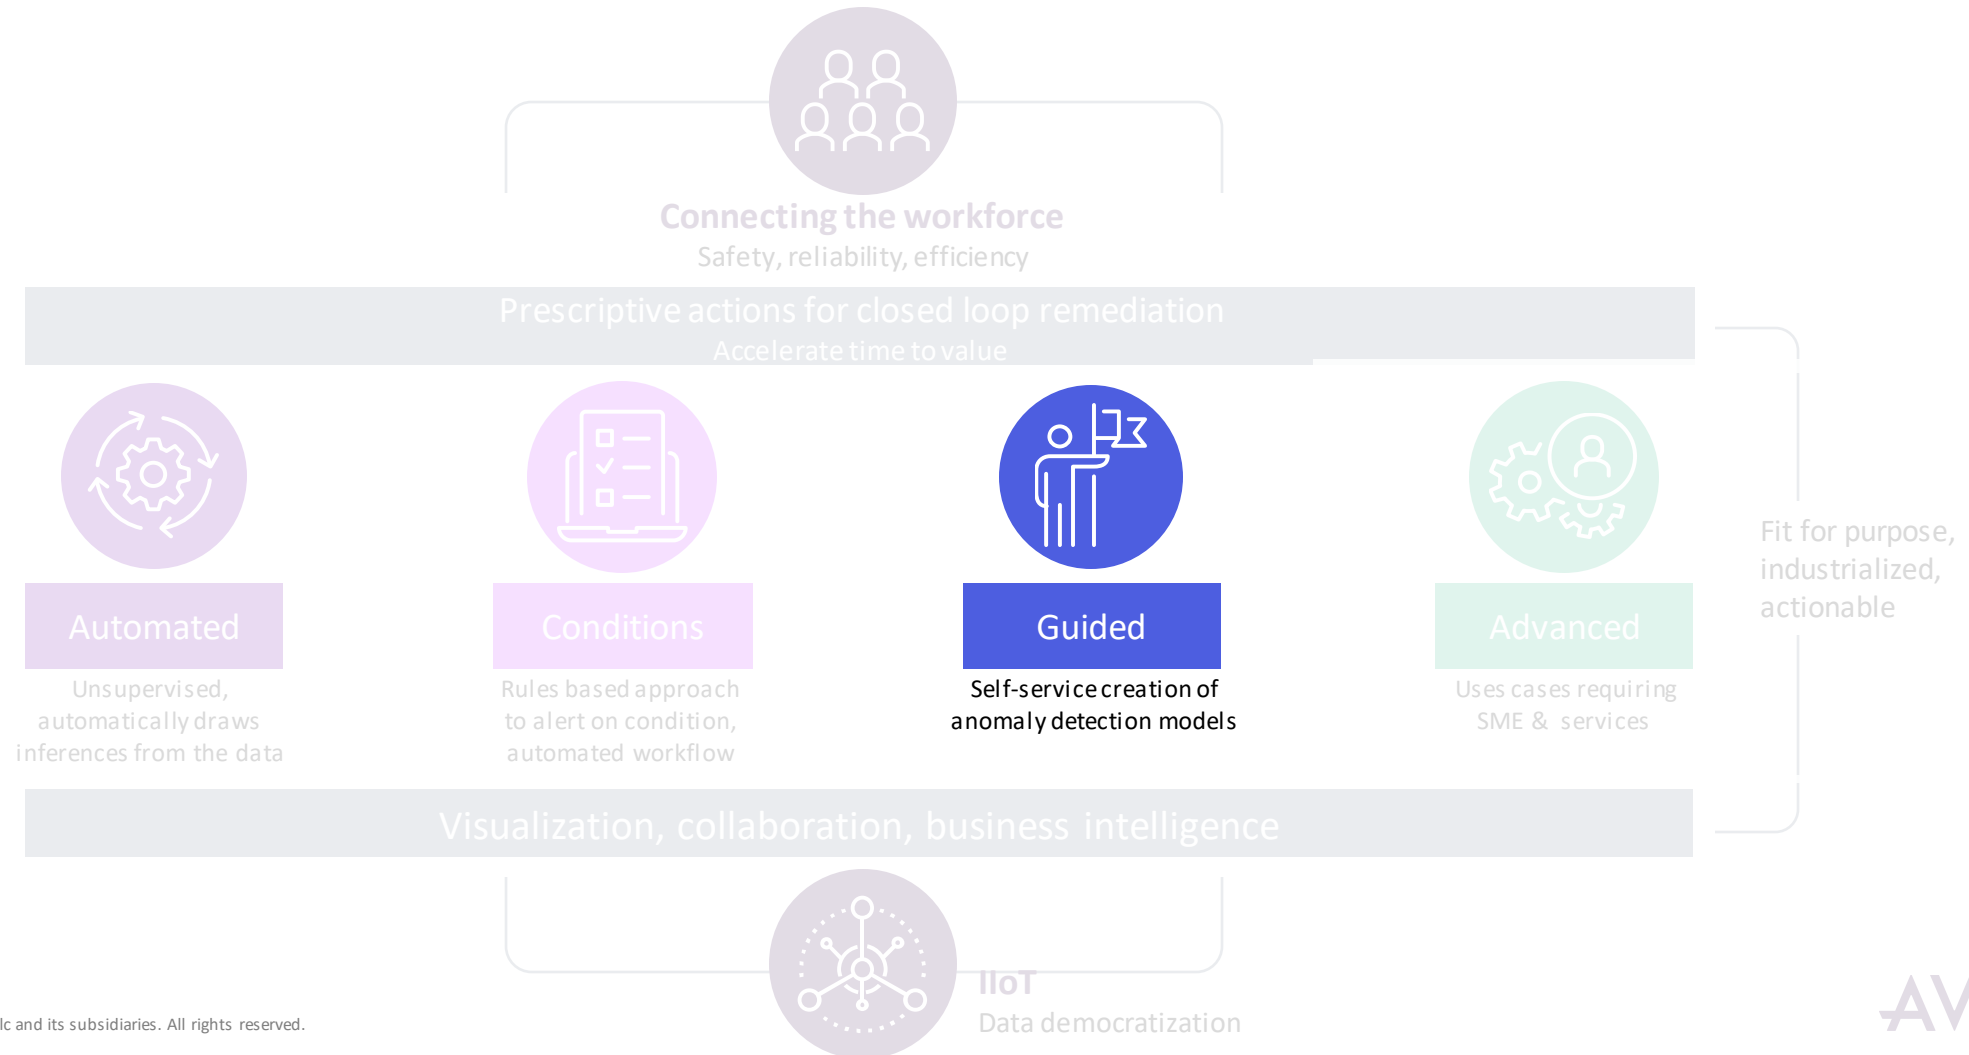 Connecting the workforce
Safety, reliability, efficiency
Prescriptive actions for closed loop remediation
Accelerate time to value
Automated
Unsupervised,
automatically draws
inferences from the data
Conditions
Rules based approach
to alert on condition,
automated workflow
Guided
Self-service creation of
anomaly detection models
Advanced
Uses cases requiring
SME & services
Fit for purpose,
industrialized,
actionable
Visualization, collaboration, business intelligence
IIoT
Data democratization
lc and its subsidiaries. All rights reserved.
AV